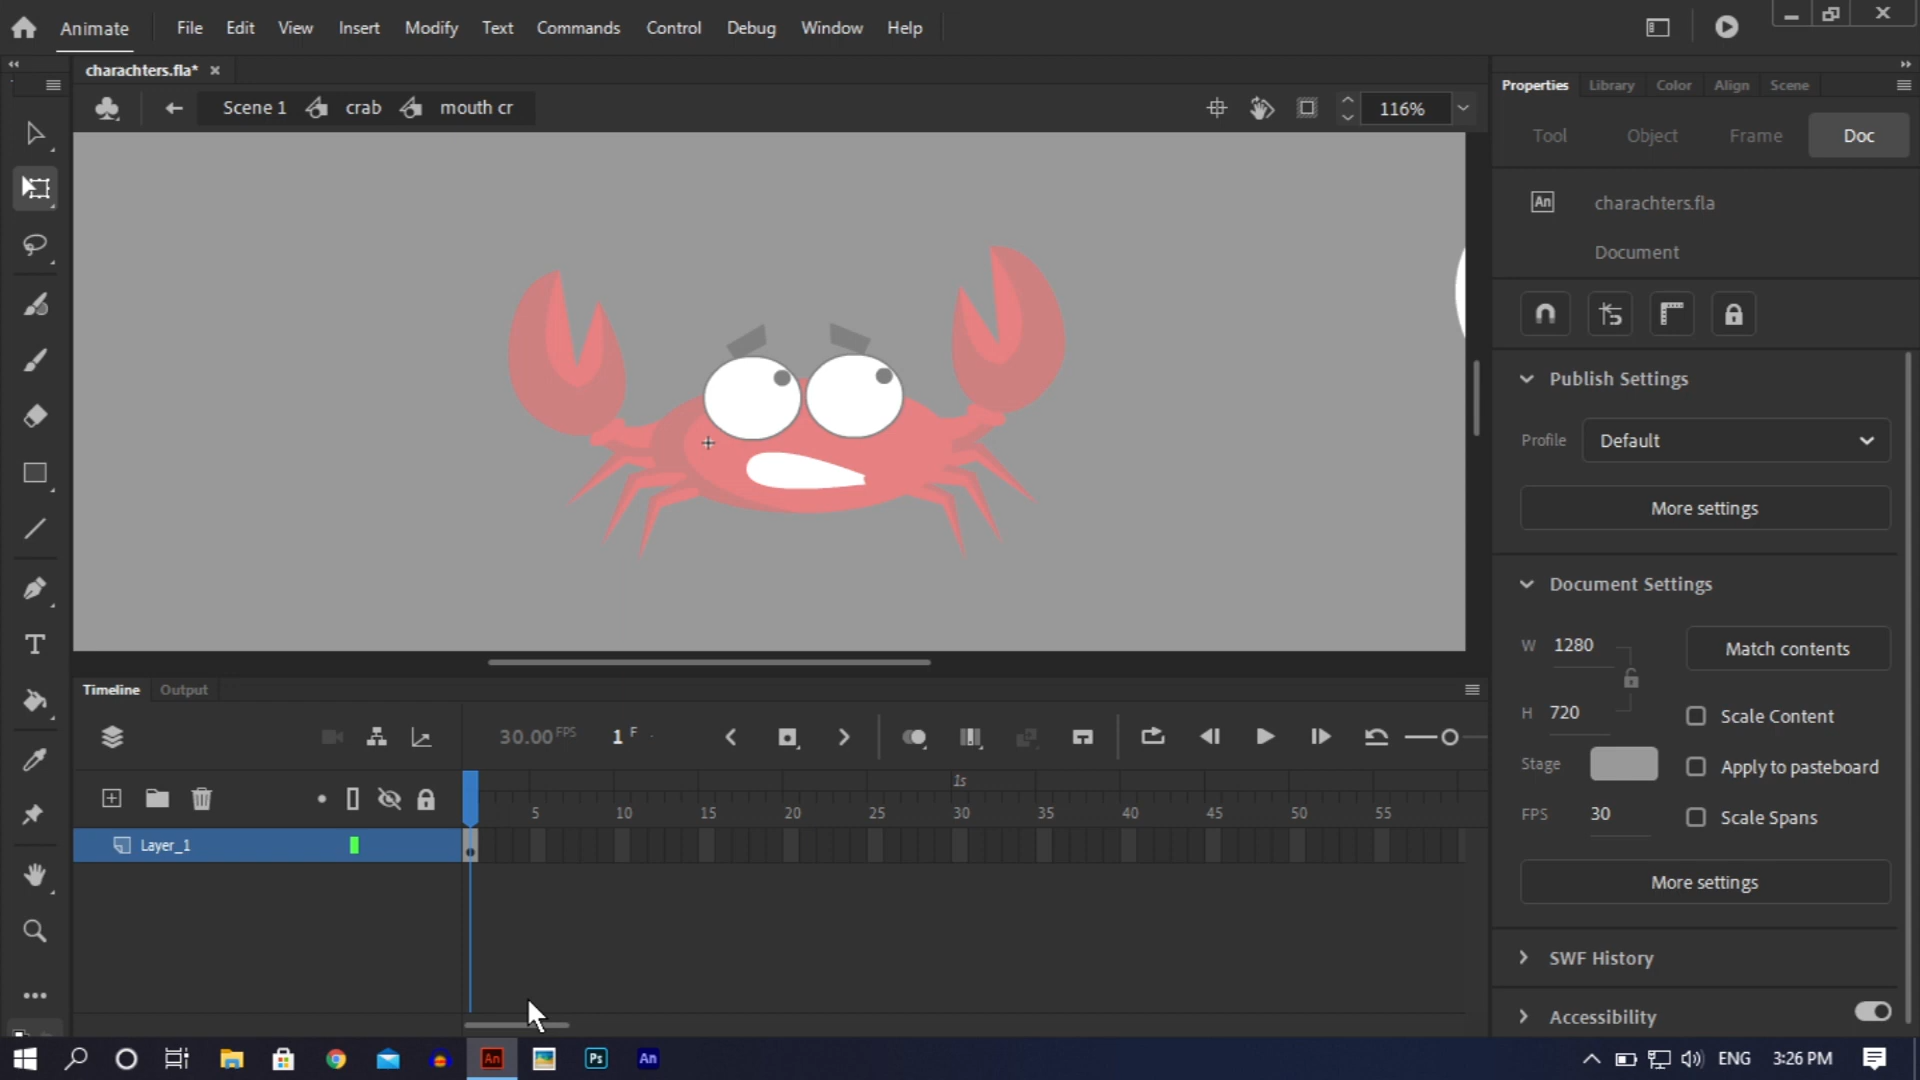 Animate File Edit View Insert Modify Text Commands Control Debug Window Help
charachters.fla*
Scene 1 crab mouth cr 116%
Properties Library Color Align Scene
Tool Object Frame Doc
An charachters.fla
Document
Publish Settings
Profile Default
More settings
Document Settings
W 1280 Match contents
H 720 Scale Content
Stage Apply to pasteboard
FPS 30 Scale Spans
More settings
SWF History
Accessibility
Timeline Output
30.00 FPS 1 F
1s
5 10 15 20 25 30 35 40 45 50 55
Layer_1
An Ps An ENG 3:26 PM